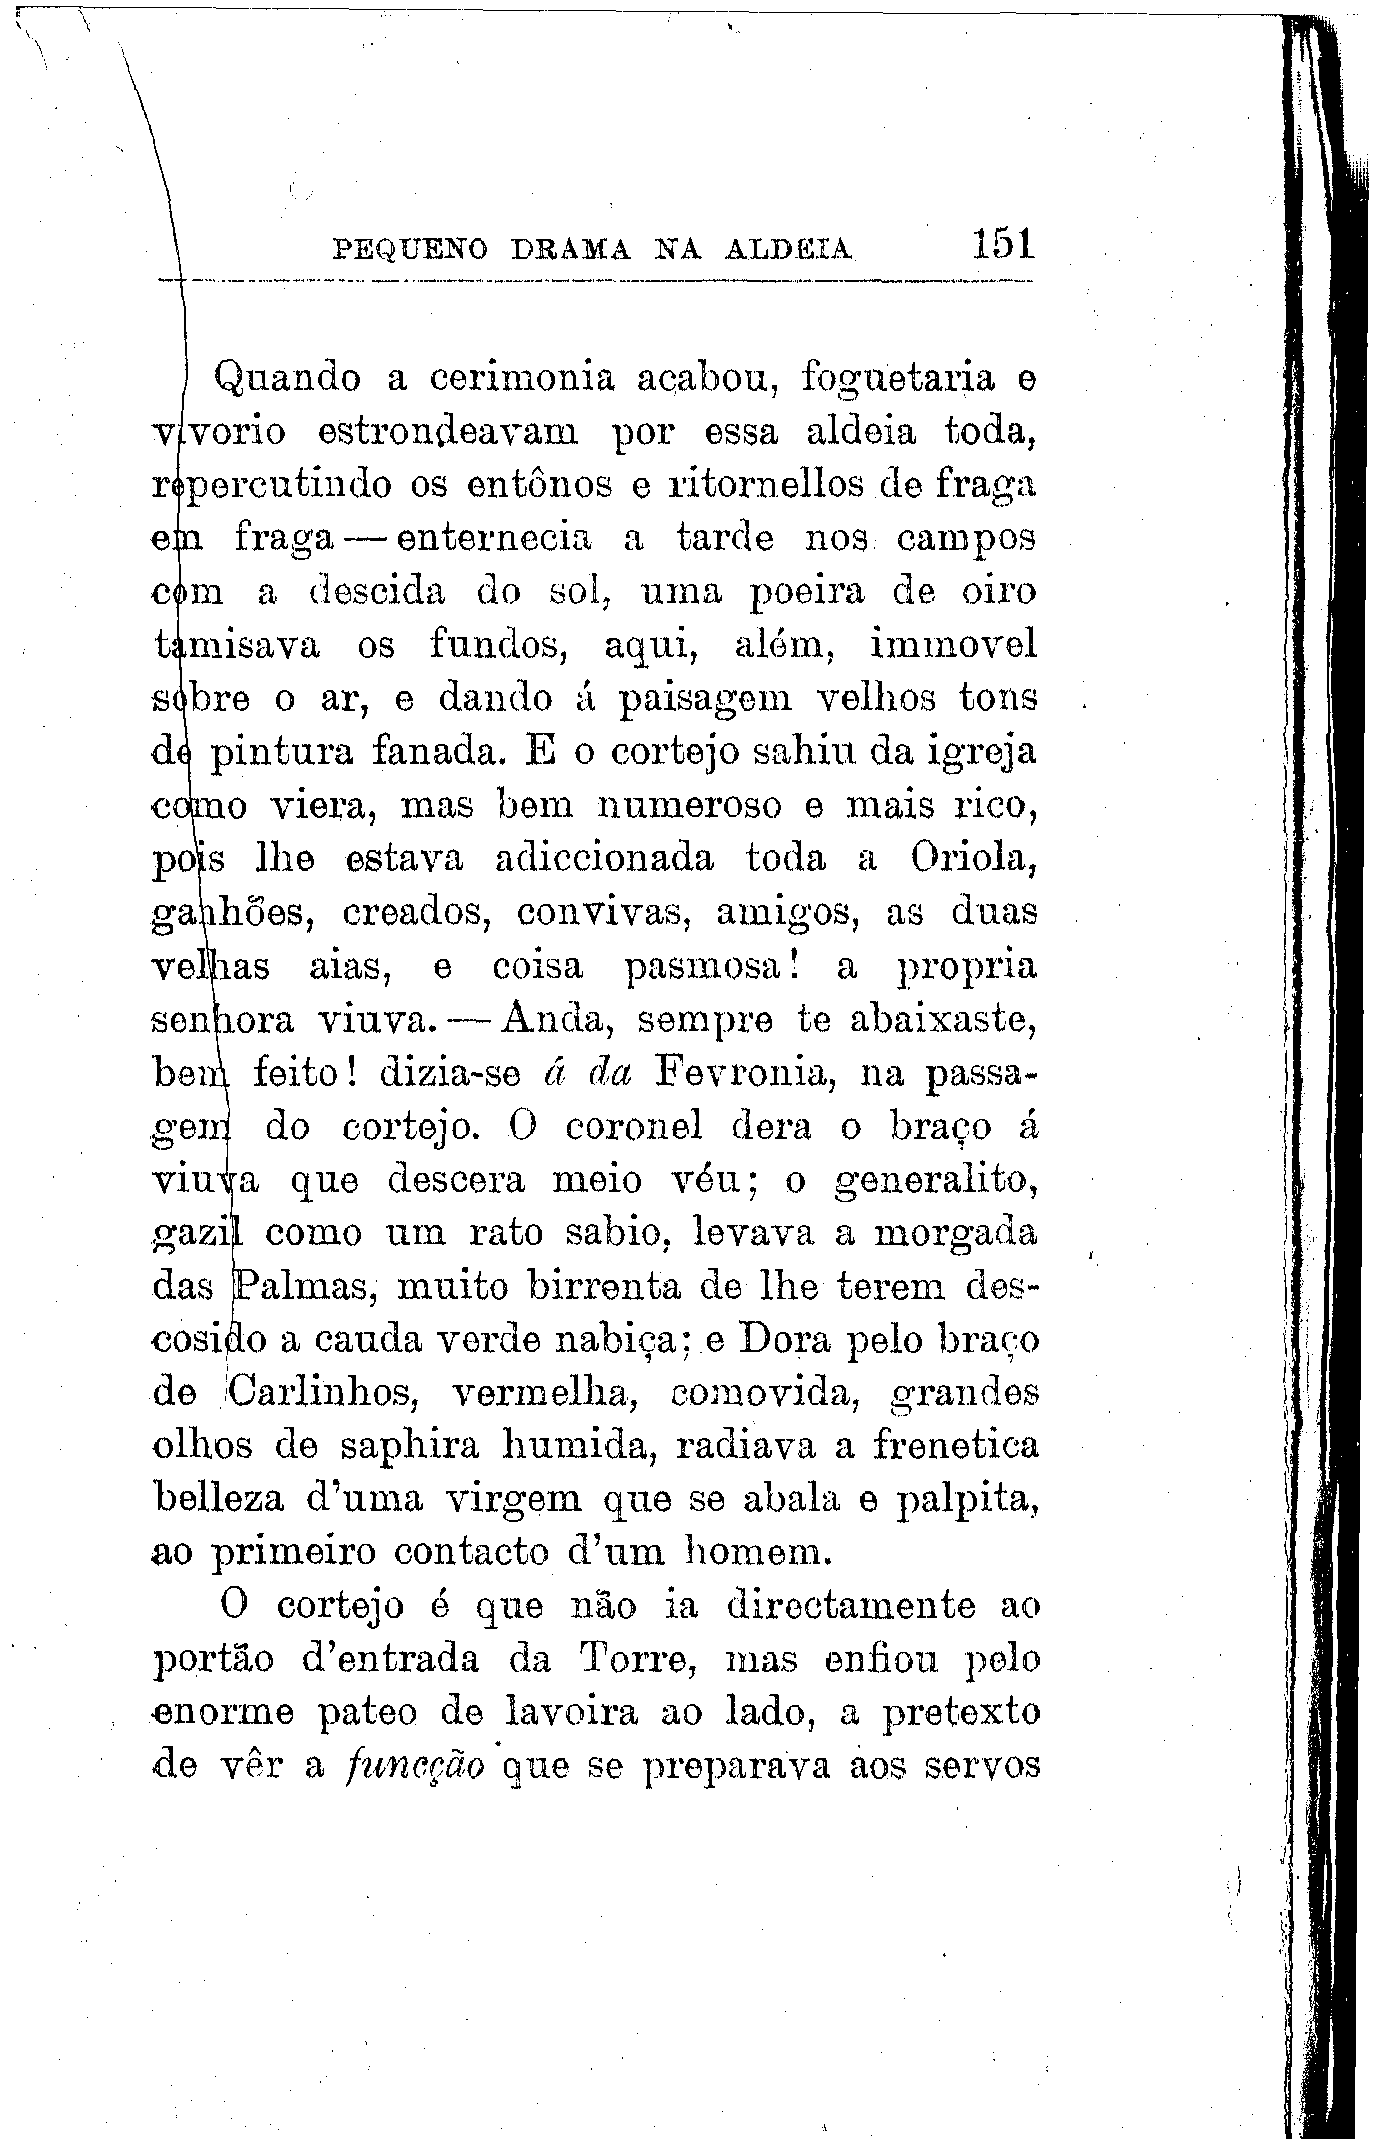 PEQUENO DRAMA NA ALDEIA 151
Quando a cerimonia acabou, foguetaria e
vivorio estrondeavam por essa aldeia toda,
repercutindo os entônos e ritornellos de fraga
em fraga — enternecia a tarde nos campos
com a descida do sol, uma poeira de oiro
tamisava os fundos, aqui, além, immovel
sobre o ar, e dando á paisagem velhos tons
de pintura fanada. E o cortejo sahiu da igreja
como viera, mas bem numeroso e mais rico,
pois lhe estava adiccionada toda a Oriola,
ganhões, creados, convivas, amigos, as duas
velhas aias, e coisa pasmosa! a propria
senhora viuva. — Anda, sempre te abaixaste,
bem feito! dizia-se á da Fevronia, na passa-
gem do cortejo. O coronel dera o braço á
viuva que descera meio véu; o generalito,
gazil como um rato sabio, levava a morgada
das Palmas, muito birrenta de lhe terem des-
cosido a cauda verde nabiça; e Dora pelo braço
de Carlinhos, vermelha, comovida, grandes
olhos de saphira humida, radiava a frenetica
belleza d'uma virgem que se abala e palpita,
ao primeiro contacto d'um homem.
O cortejo é que não ia directamente ao
portão d'entrada da Torre, mas enfiou pelo
enorme pateo de lavoira ao lado, a pretexto
de vêr a funcção que se preparava aos servos